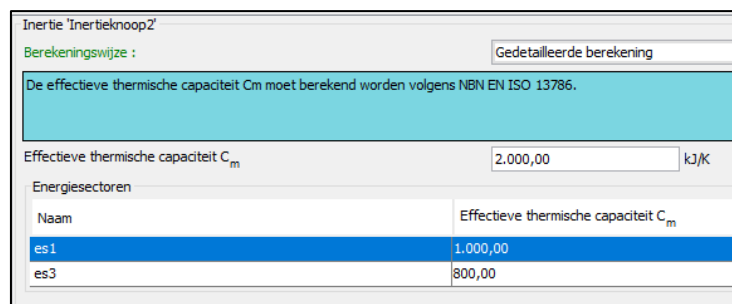 Inertie 'Inertieknoop2'
Berekeningswijze : Gedetailleerde berekening
De effectieve thermische capaciteit Cm moet berekend worden volgens NBN EN ISO 13786.
Effectieve thermische capaciteit Cm 2.000,00 kJ/K
Energiesectoren
Naam Effectieve thermische capaciteit Cm
es1 1.000,00
es3 800,00